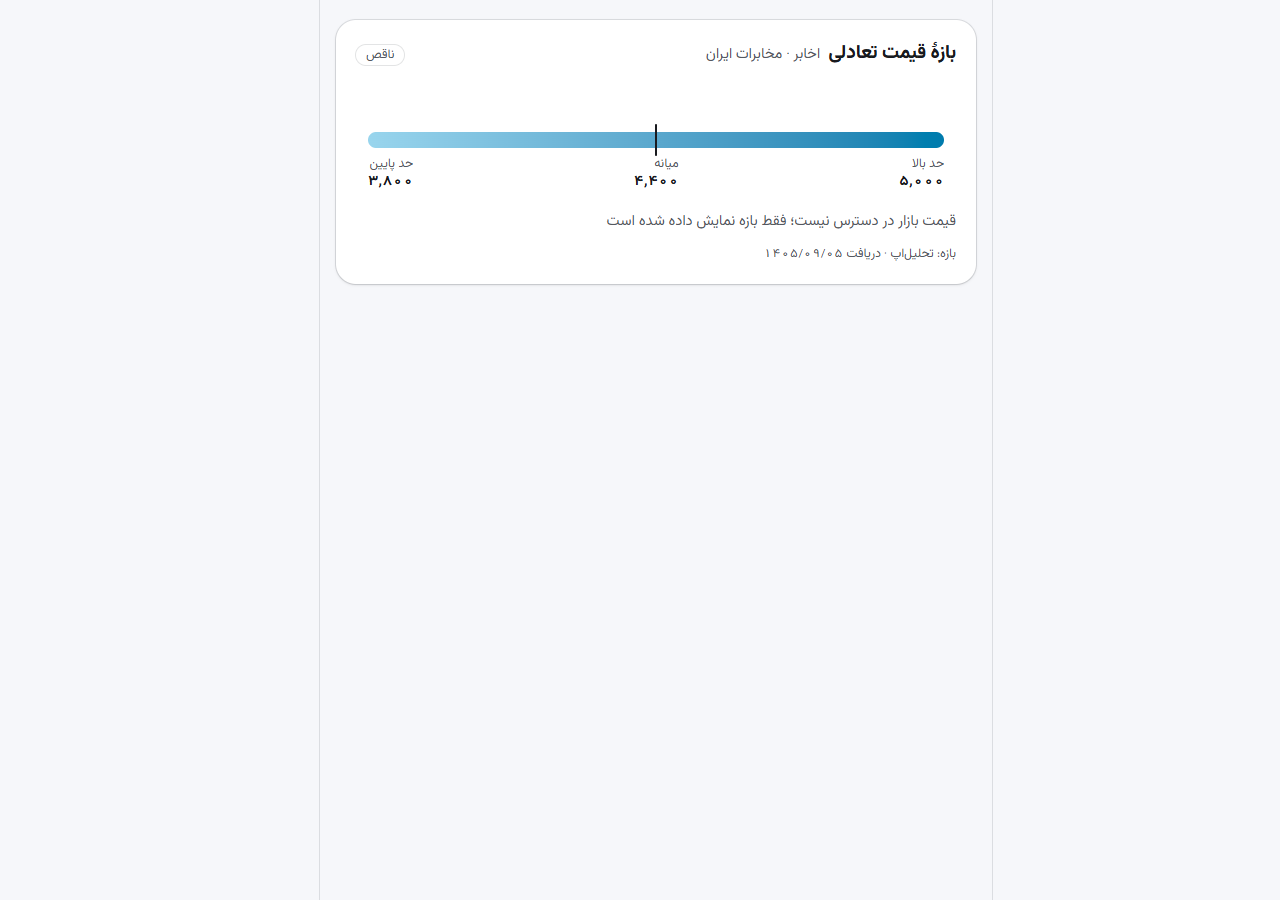 بازهٔ قیمت تعادلی اخابر · مخابرات ایران
ناقص
حد بالا میانه حد پایین
۵,۰۰۰ ۴,۴۰۰ ۳,۸۰۰
قیمت بازار در دسترس نیست؛ فقط بازه نمایش داده شده است
بازه: تحلیل‌اپ · دریافت ۱۴۰۵/۰۹/۰۵